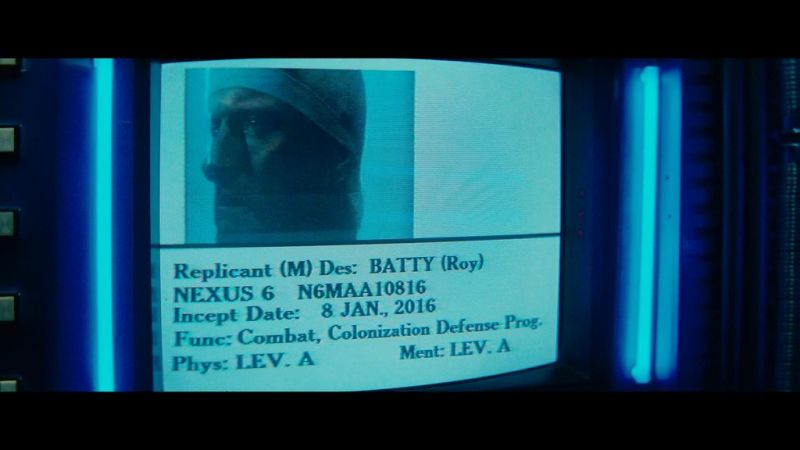 Replicant (M) Des: BATTY (Roy)
NEXUS 6 N6MAA10816
Incept Date: 8 JAN., 2016
Func: Combat, Colonization Defense Prog.
Phys: LEV. A Ment: LEV. A